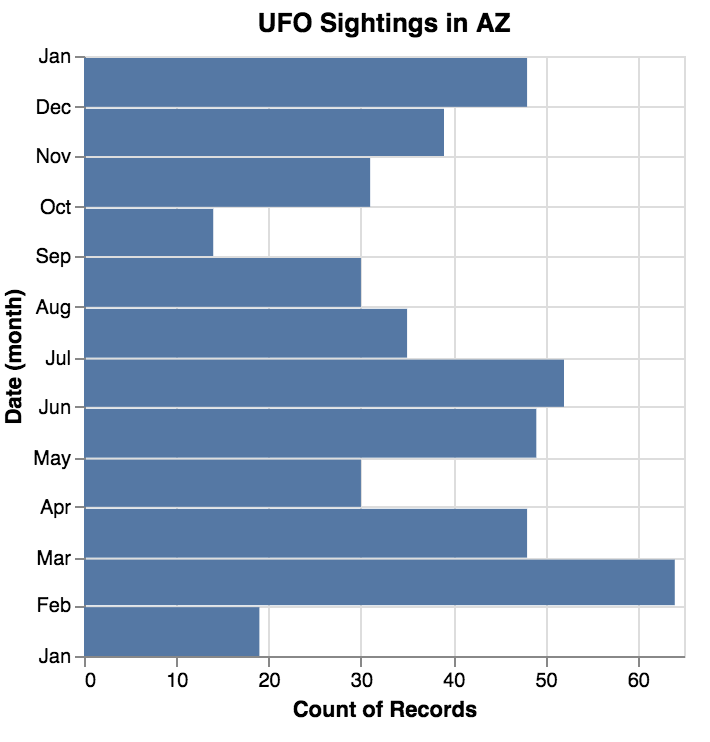 UFO Sightings in AZ
Jan
Dec
Nov
Oct
Sep
Aug
Jul
Jun
May
Apr
Mar
Feb
Jan
Date (month)
0 10 20 30 40 50 60
Count of Records